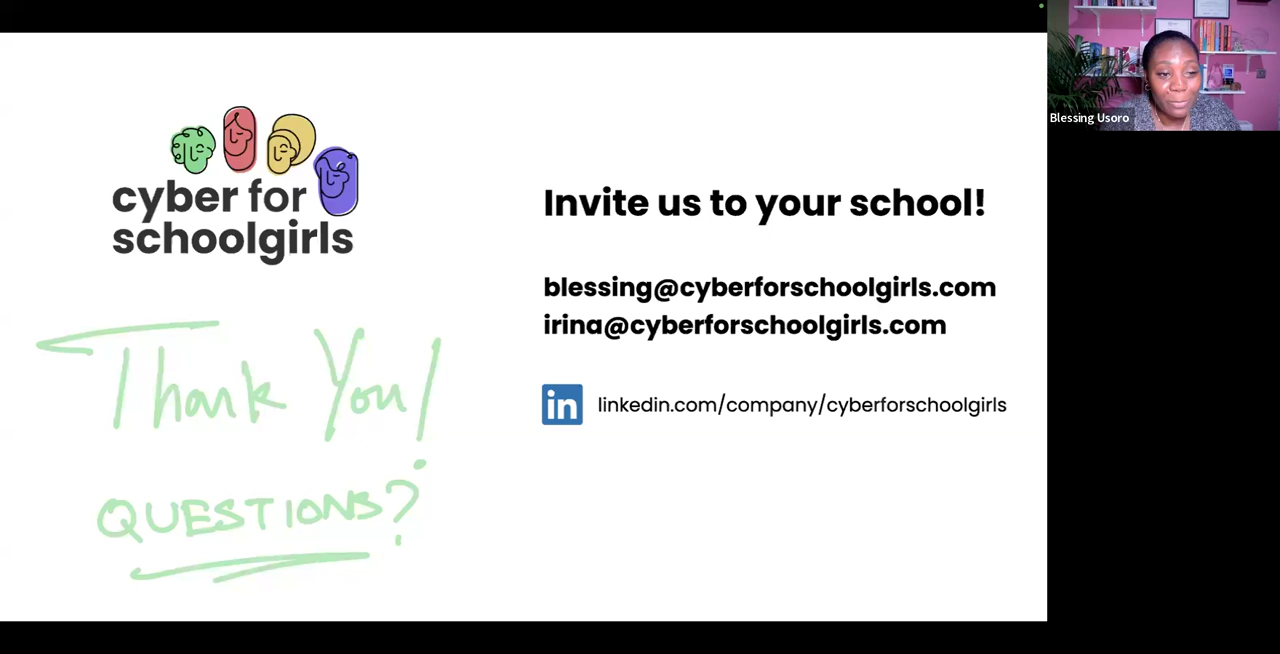 cyber for
schoolgirls
Thank You!
QUESTIONS?
Invite us to your school!
blessing@cyberforschoolgirls.com
irina@cyberforschoolgirls.com
in
linkedin.com/company/cyberforschoolgirls
Blessing Usoro